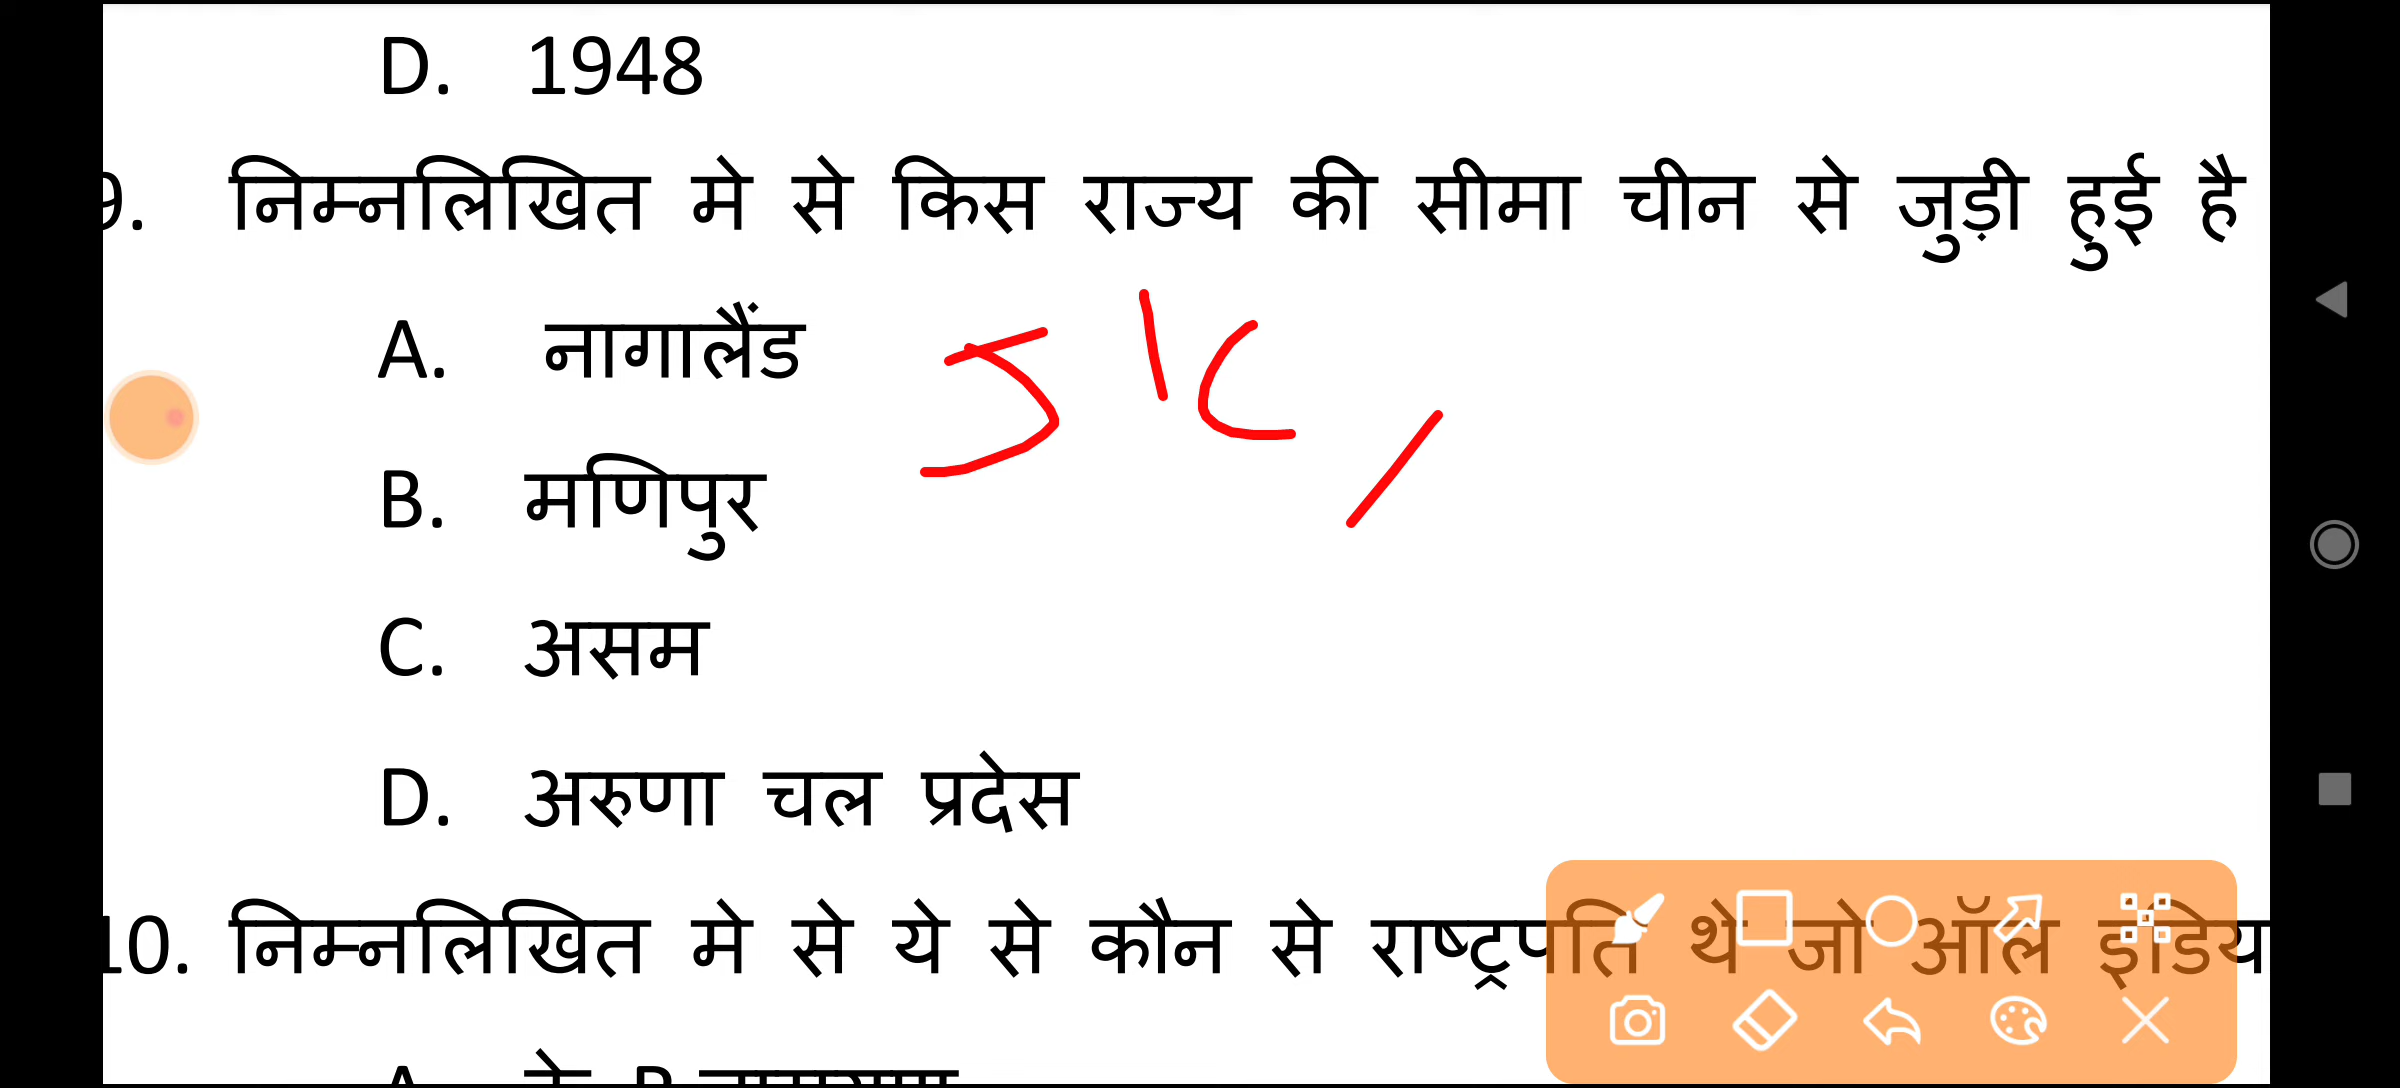 D. 1948
9. निम्नलिखित मे से किस राज्य की सीमा चीन से जुड़ी हुई है
A. नागालैंड
B. मणिपुर
C. असम
D. अरुणा चल प्रदेस
10. निम्नलिखित मे से ये से कौन से राष्ट्रपति थे जो ऑल इंडिय